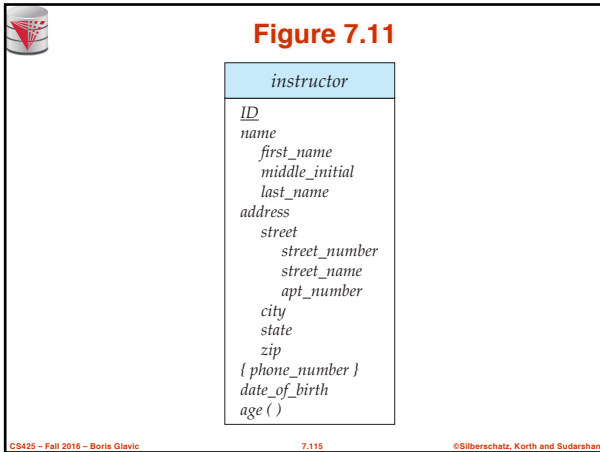 Figure 7.11
instructor
ID
name
first_name
middle_initial
last_name
address
street
street_number
street_name
apt_number
city
state
zip
{ phone_number }
date_of_birth
age ( )
CS425 – Fall 2016 – Boris Glavic 7.115 ©Silberschatz, Korth and Sudarshan